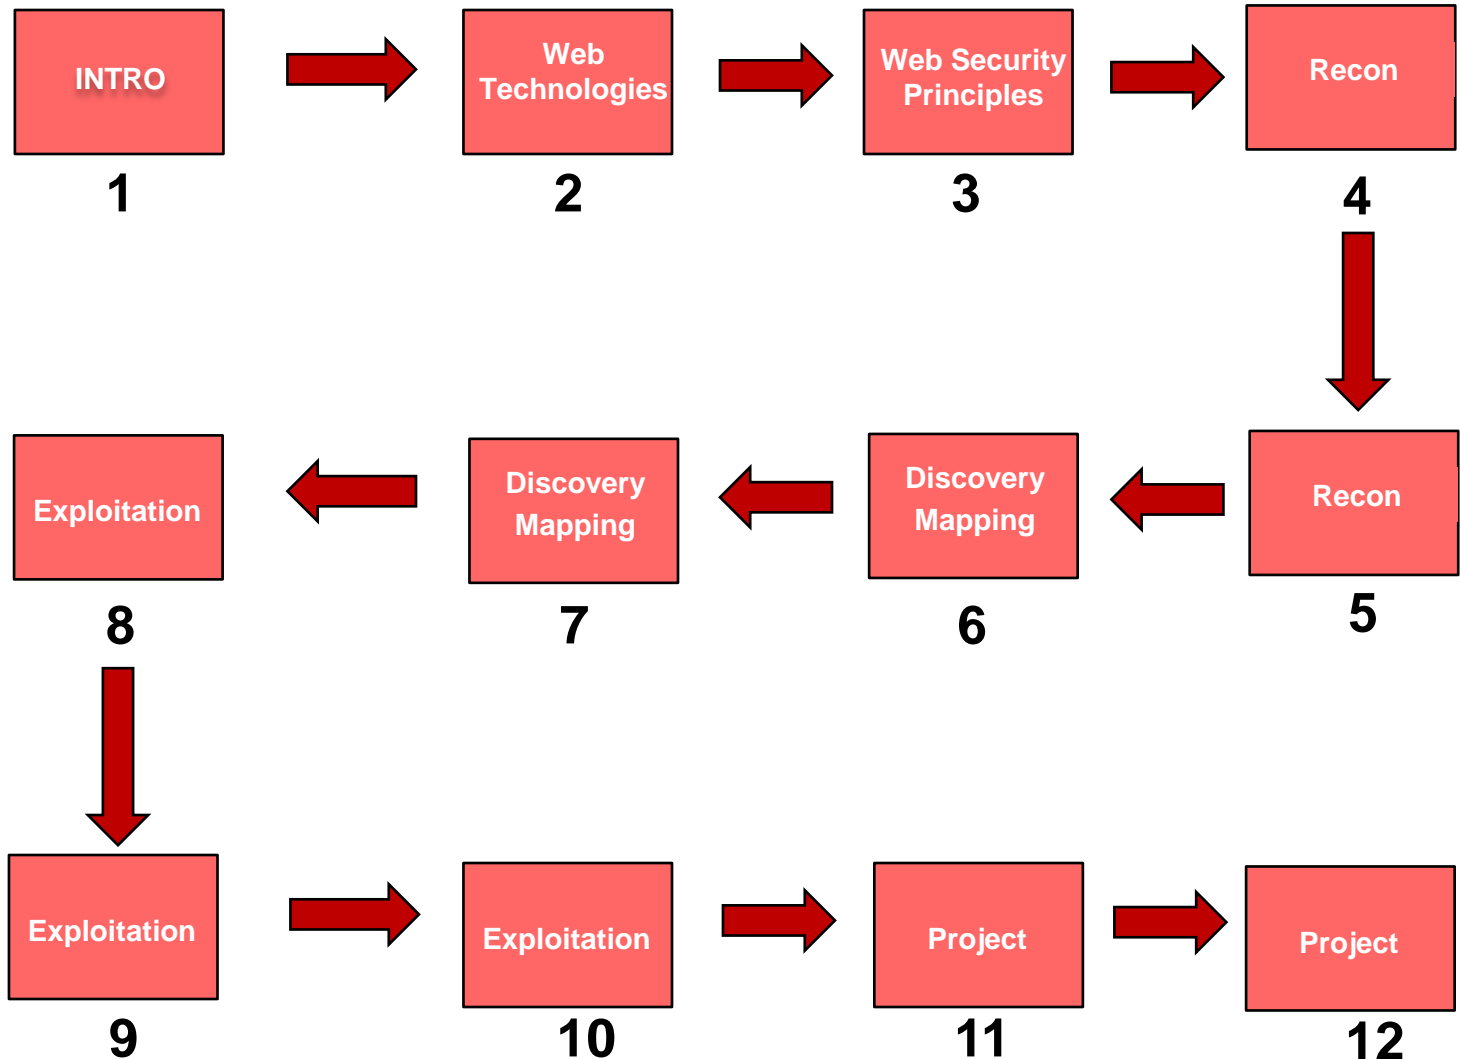 INTRO
1
Web
Technologies
2
Web Security
Principles
3
Recon
4
Recon
5
Discovery
Mapping
6
Discovery
Mapping
7
Exploitation
8
Exploitation
9
Exploitation
10
Project
11
Project
12